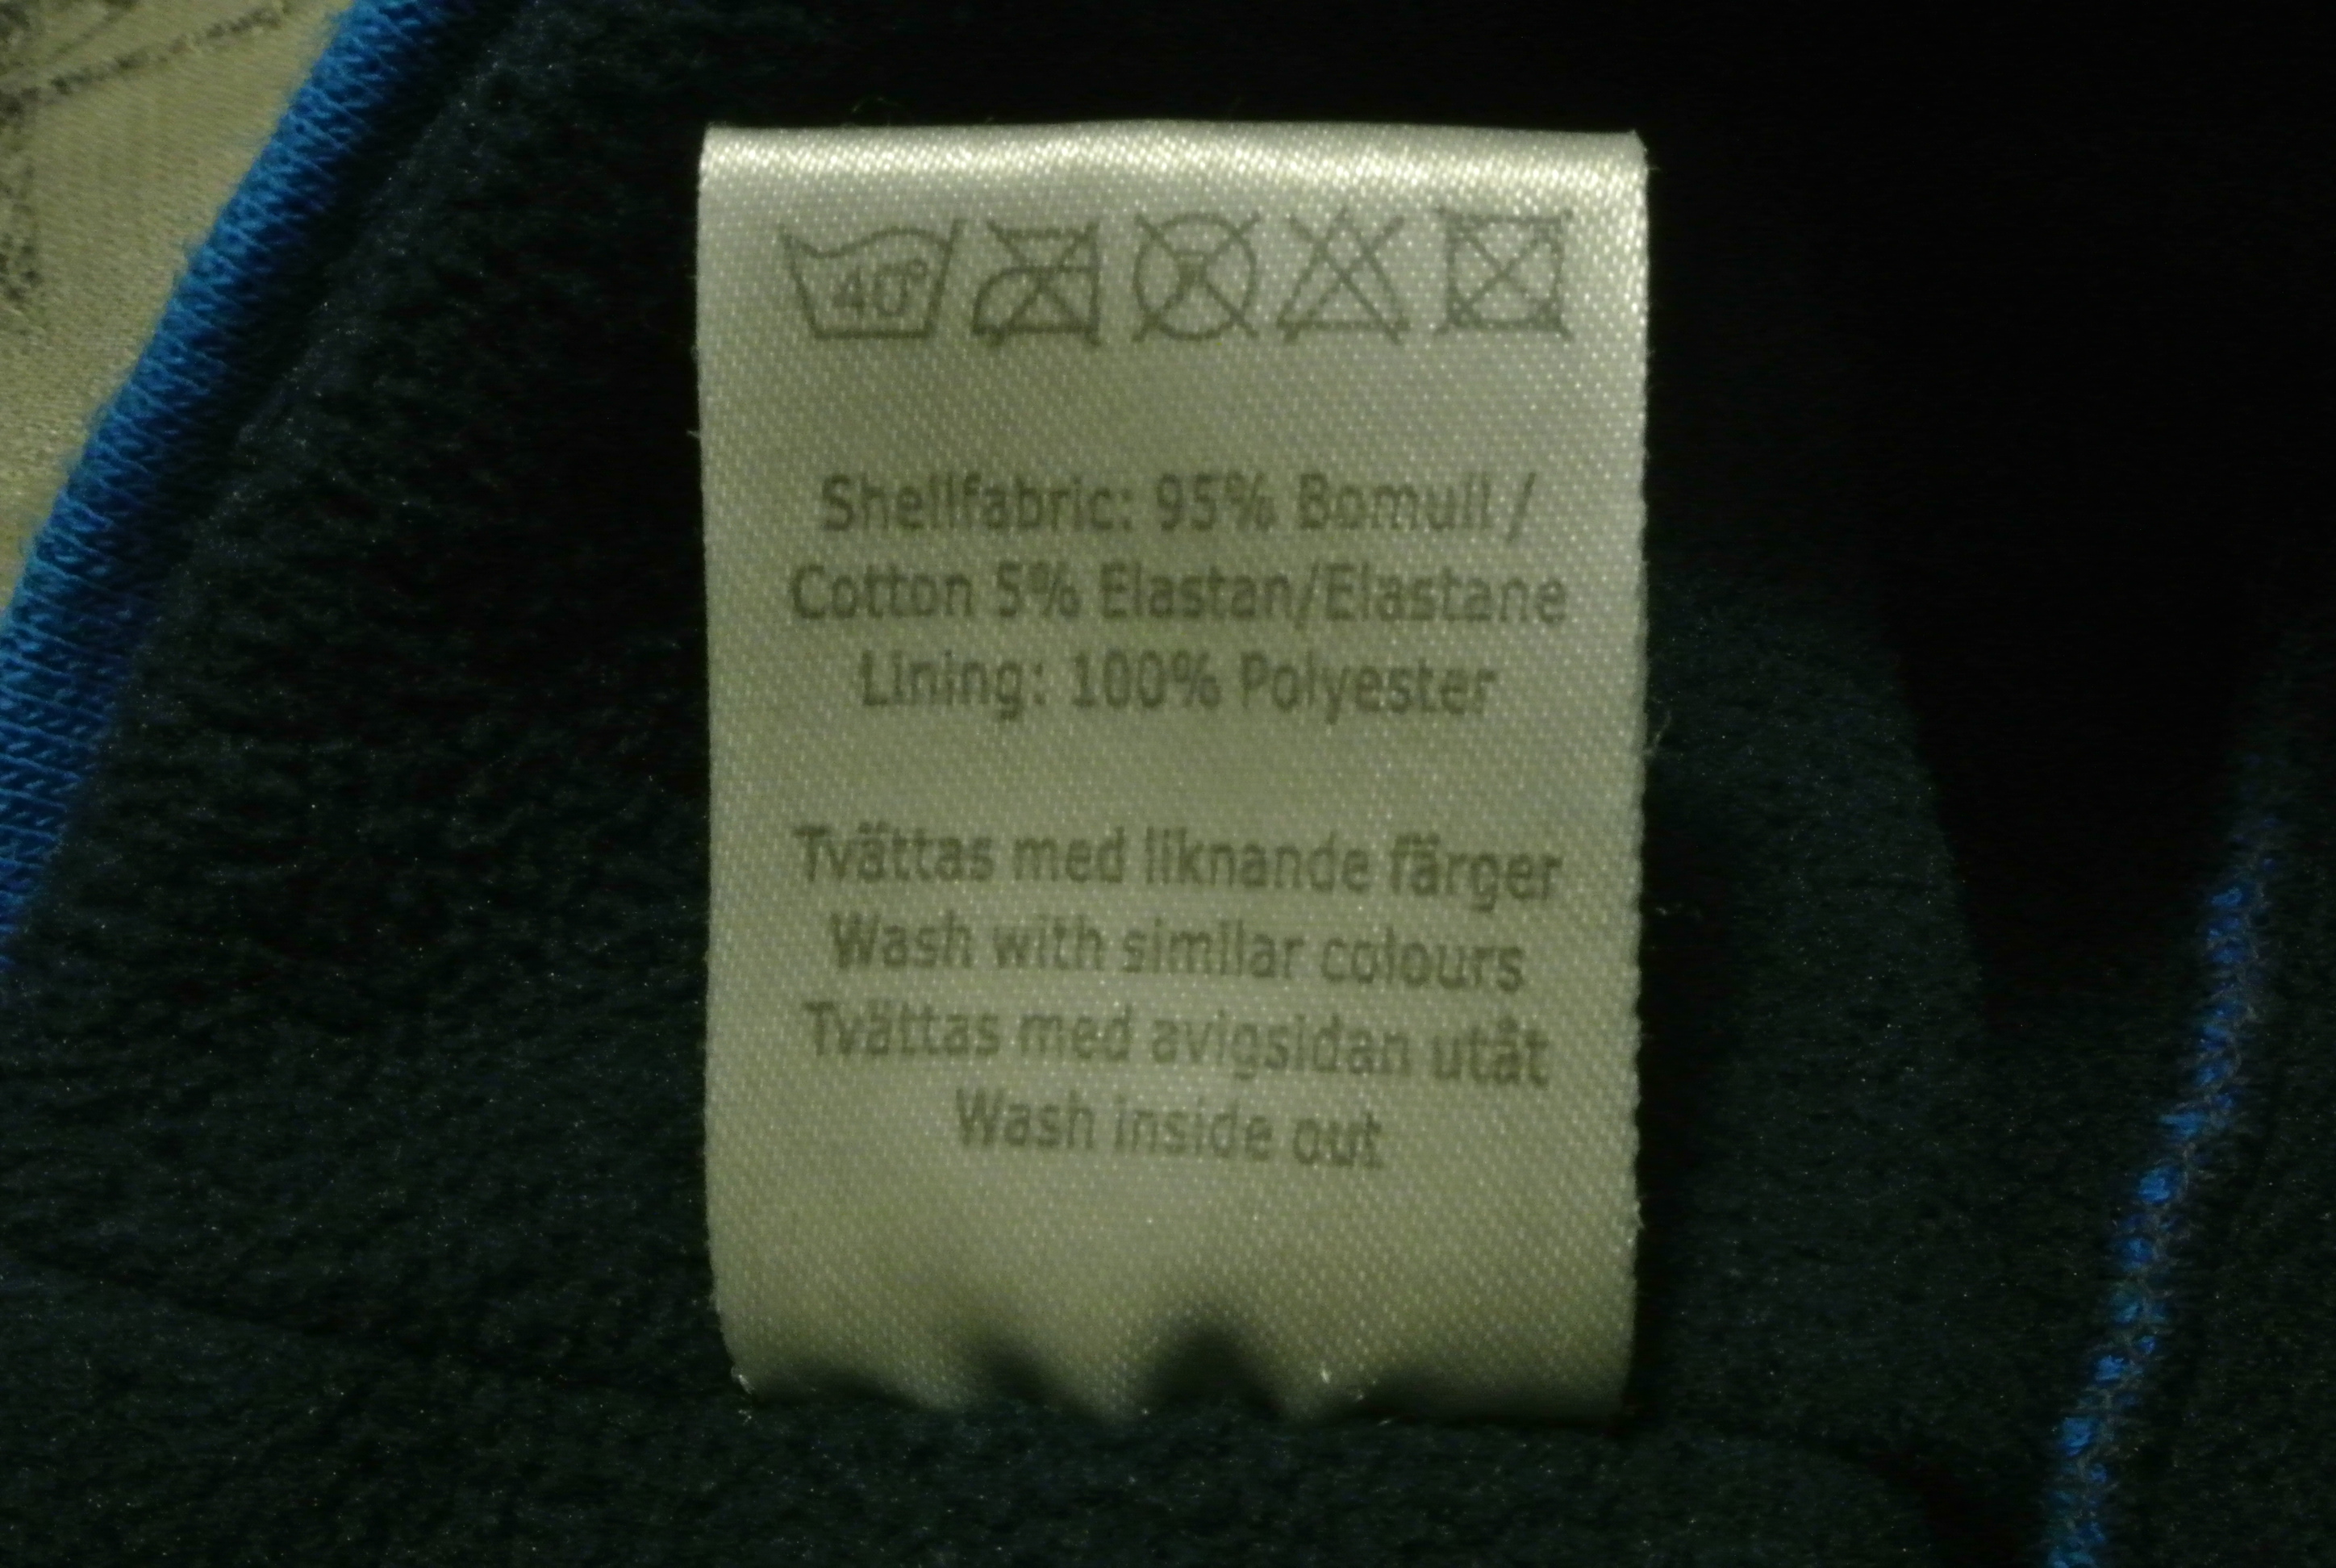 40°
Shellfabric: 95% Bomull /
Cotton 5% Elastan/Elastane
Lining: 100% Polyester
Tvättas med liknande färger
Wash with similar colours
Tvättas med avigsidan utåt
Wash inside out